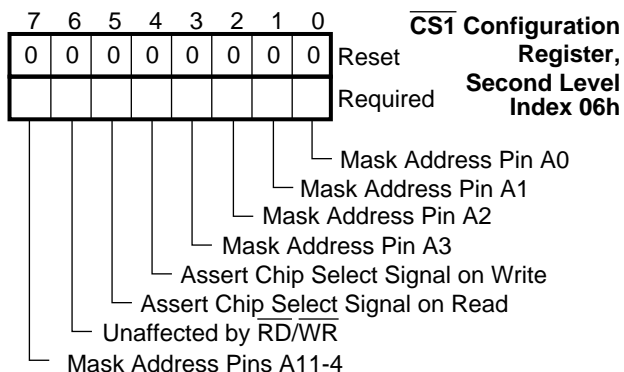 7 6 5 4 3 2 1 0
CS1 Configuration
Register,
Second Level
Index 06h
0 0 0 0 0 0 0 0 Reset
Required
Mask Address Pin A0
Mask Address Pin A1
Mask Address Pin A2
Mask Address Pin A3
Assert Chip Select Signal on Write
Assert Chip Select Signal on Read
Unaffected by RD/WR
Mask Address Pins A11-4